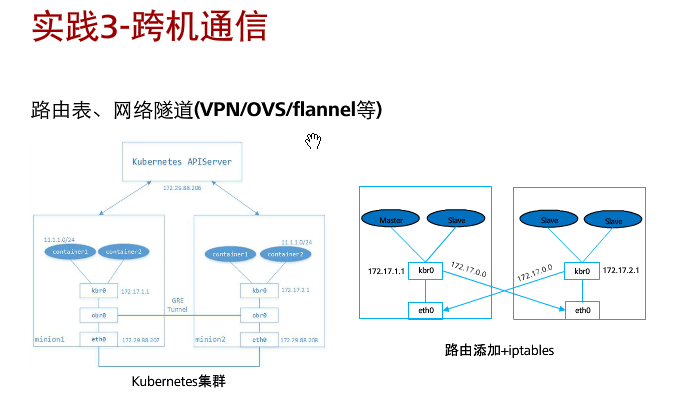 实践3-跨机通信
路由表、网络隧道(VPN/OVS/flannel等)
Kubernetes APIServer
172.29.88.206
11.1.1.0/24
container1
container2
kbr0
172.17.1.1
obr0
minion1
eth0
172.29.88.207
GRE
Tunnel
11.1.1.0/24
container1
container2
kbr0
172.17.2.1
obr0
minion2
eth0
172.29.88.208
Kubernetes集群
Master
Slave
172.17.1.1
kbr0
172.17.0.0
eth0
Slave
Slave
172.17.0.0
kbr0
172.17.2.1
eth0
路由添加+iptables